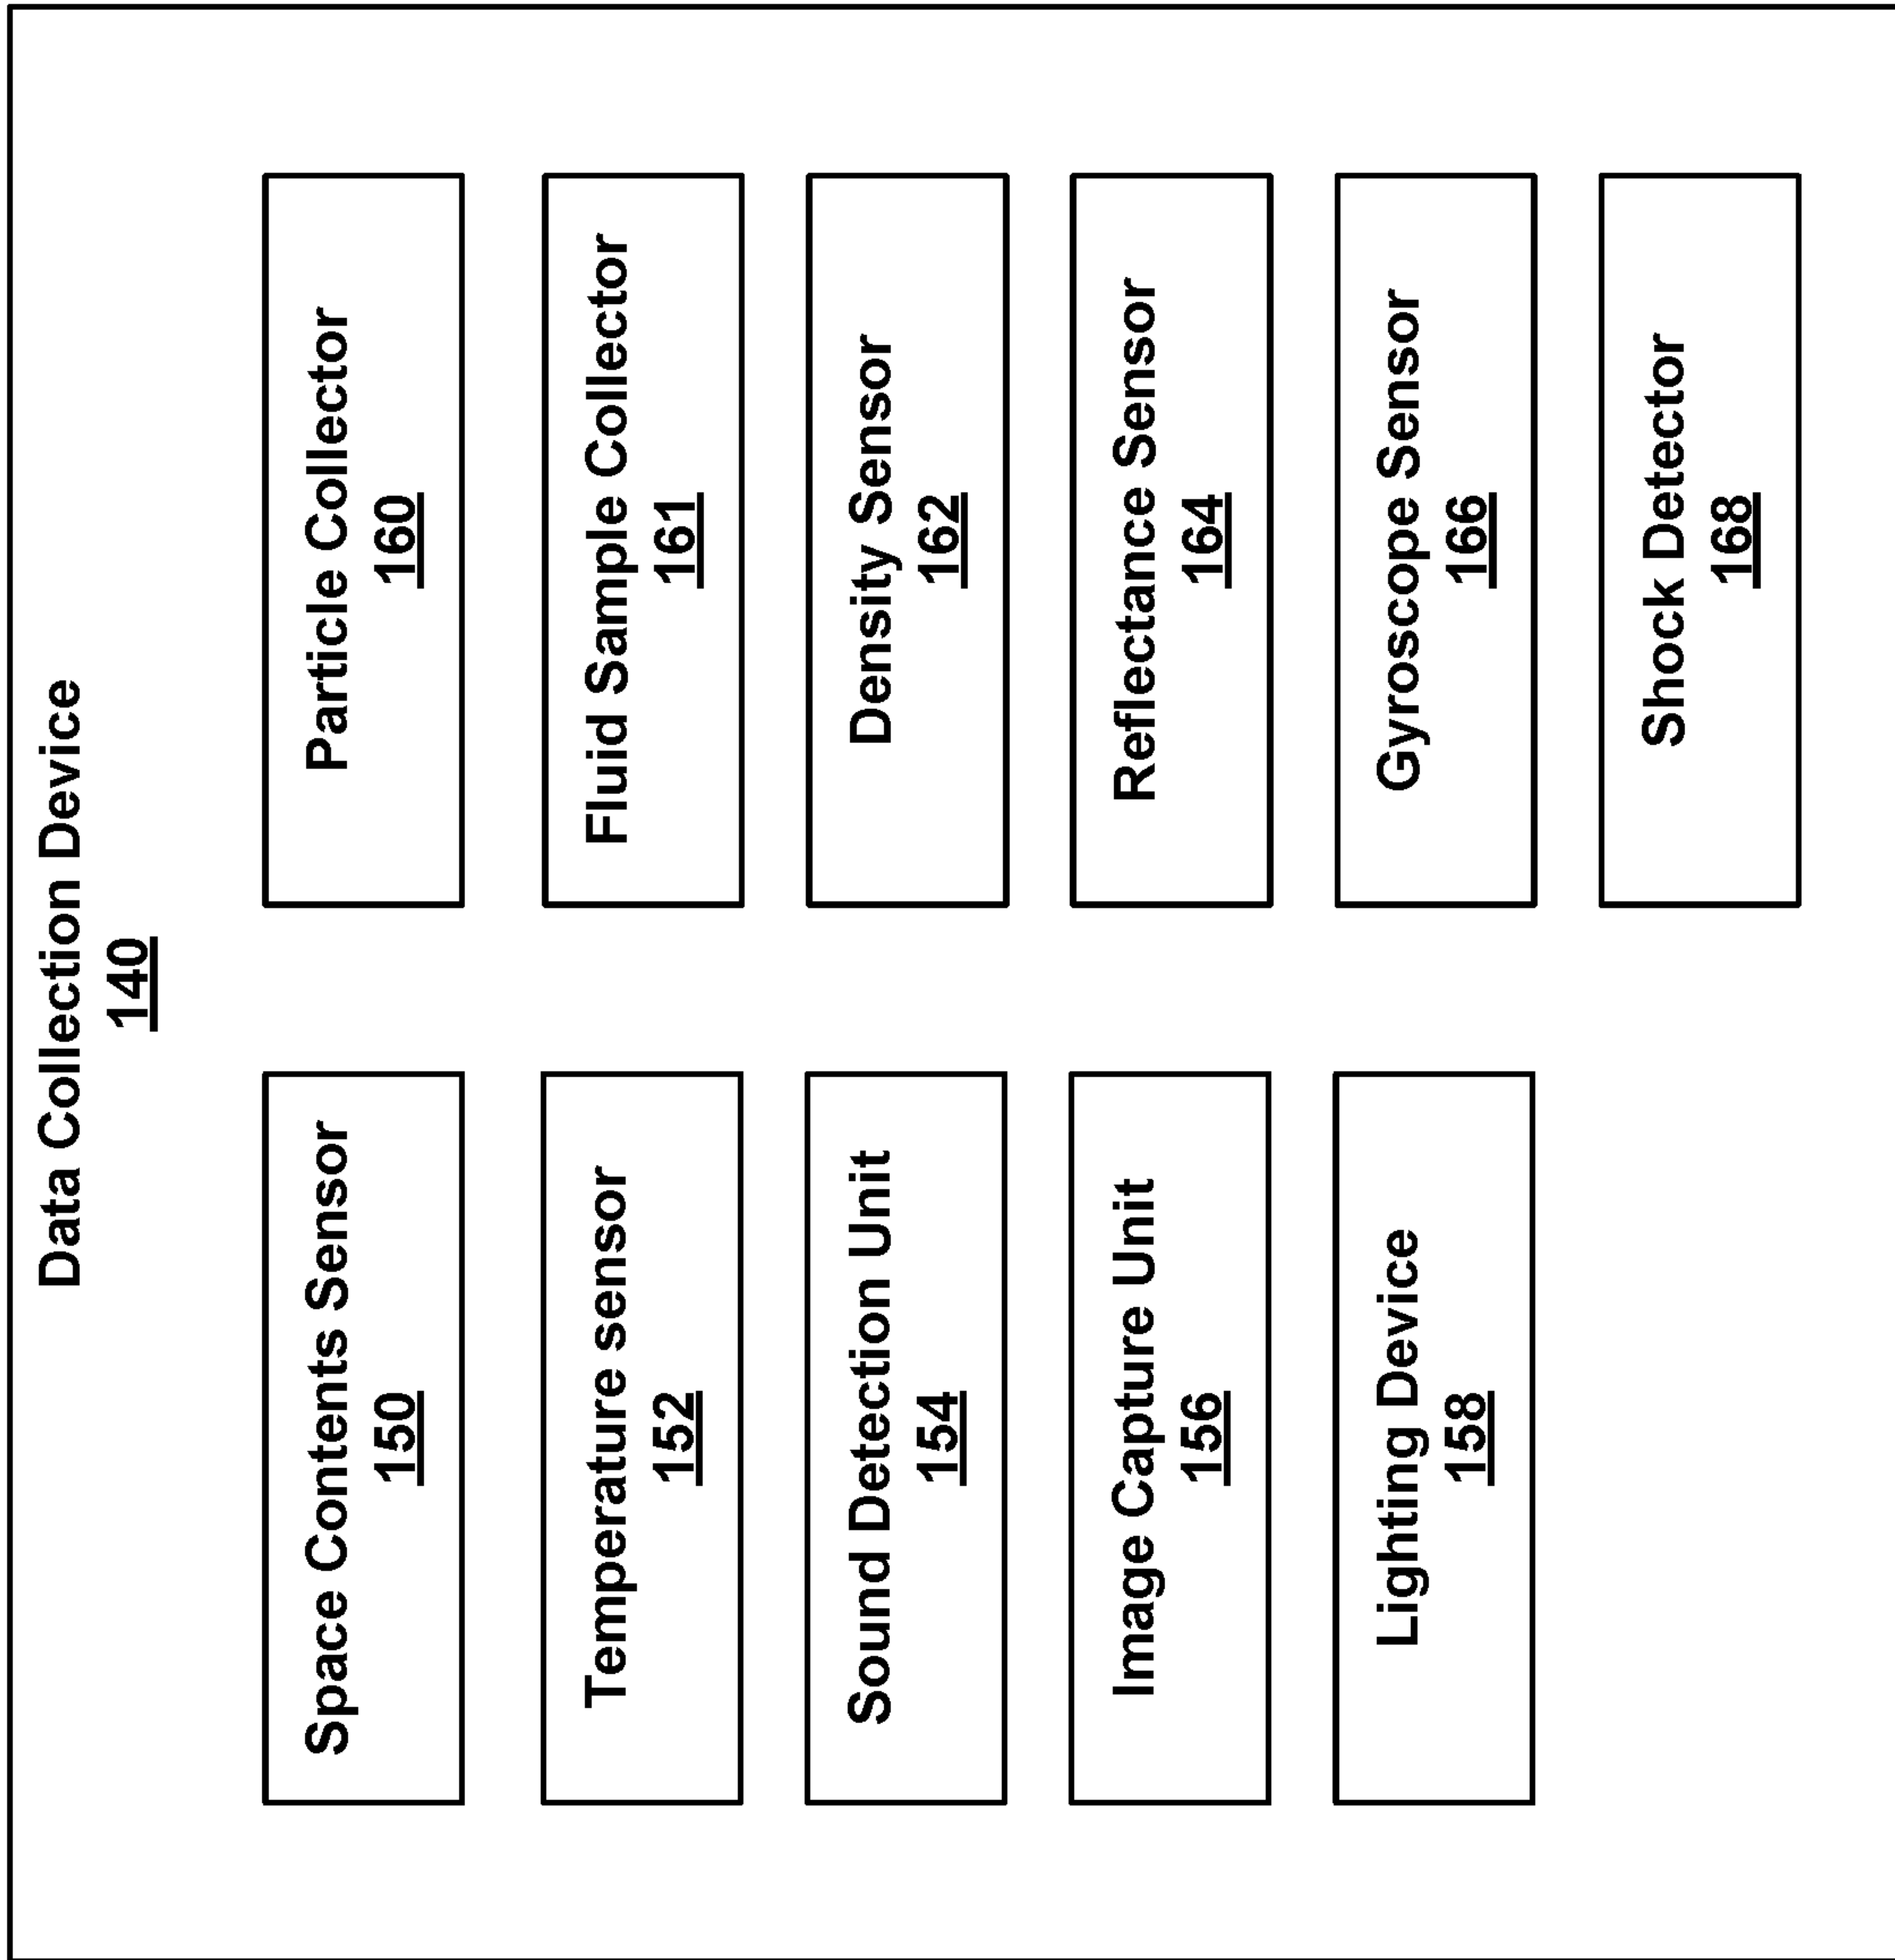 Data Collection Device
140
Space Contents Sensor
150
Temperature sensor
152
Sound Detection Unit
154
Image Capture Unit
156
Lighting Device
158
Particle Collector
160
Fluid Sample Collector
161
Density Sensor
162
Reflectance Sensor
164
Gyroscope Sensor
166
Shock Detector
168